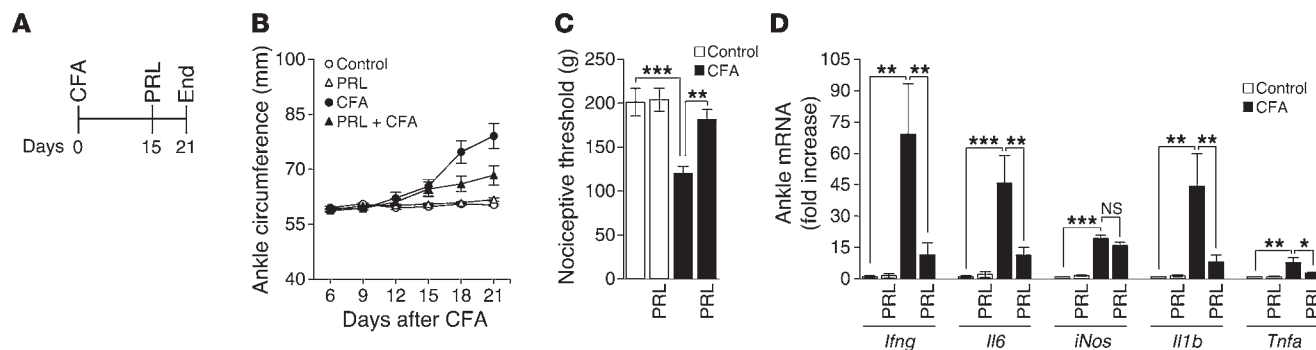 A
CFA
PRL
End
Days 0 15 21
B
Ankle circumference (mm)
100
85
70
55
40
Control
PRL
CFA
PRL + CFA
6 9 12 15 18 21
Days after CFA
C
Nociceptive threshold (g)
250
200
150
100
50
0
Control
CFA
***
**
PRL
PRL
D
Ankle mRNA
(fold increase)
105
90
75
60
45
30
15
0
Control
CFA
** **
*** **
*** NS
** **
** *
PRL PRL PRL PRL PRL PRL PRL PRL PRL PRL
Ifng Il6 iNos Il1b Tnfa